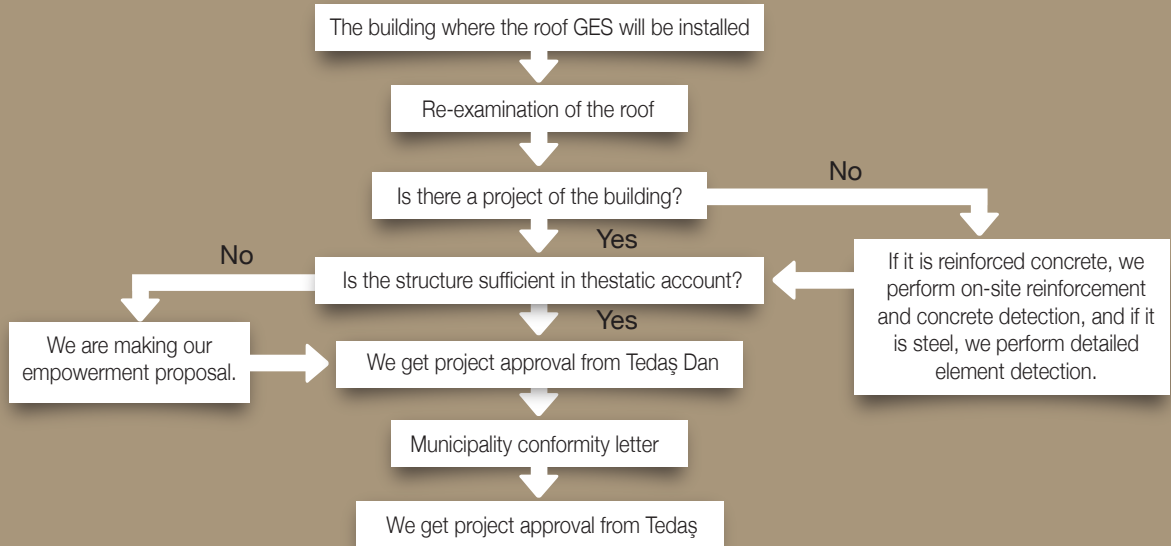 The building where the roof GES will be installed
Re-examination of the roof
Is there a project of the building?
No
Yes
No
Is the structure sufficient in thestatic account?
If it is reinforced concrete, we
perform on-site reinforcement
and concrete detection, and if it
is steel, we perform detailed
element detection.
Yes
We are making our
empowerment proposal.
We get project approval from Tedaş Dan
Municipality conformity letter
We get project approval from Tedaş